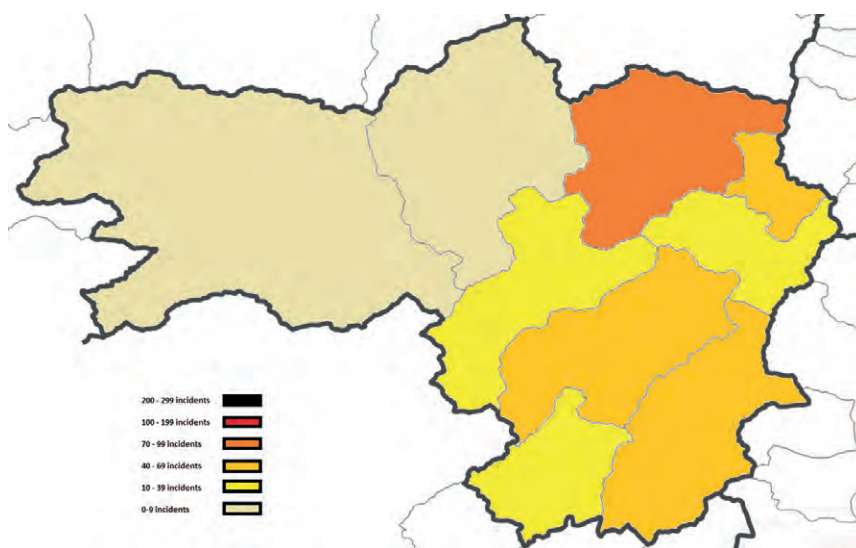 200 - 299 incidents
100 - 199 incidents
70 - 99 Incidents
40 - 69 incidents
10 - 39 incidents
0-9 Incidents